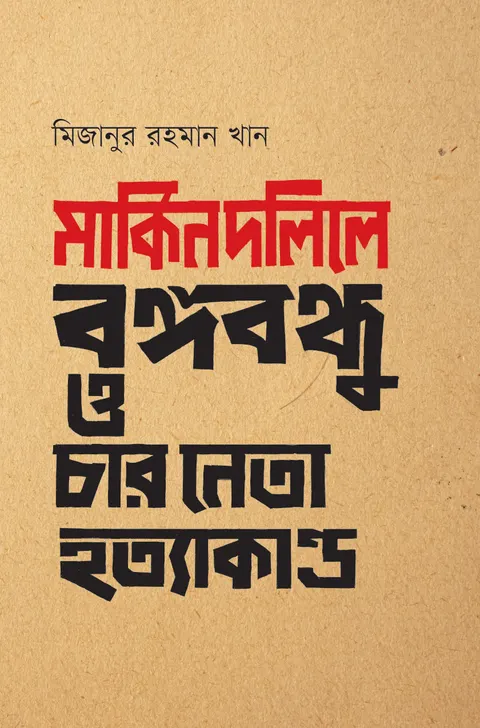 মিজানুর রহমান খান
মার্কিন দলিলে
বঙ্গবন্ধু
ও
চার নেতা
হত্যাকাণ্ড